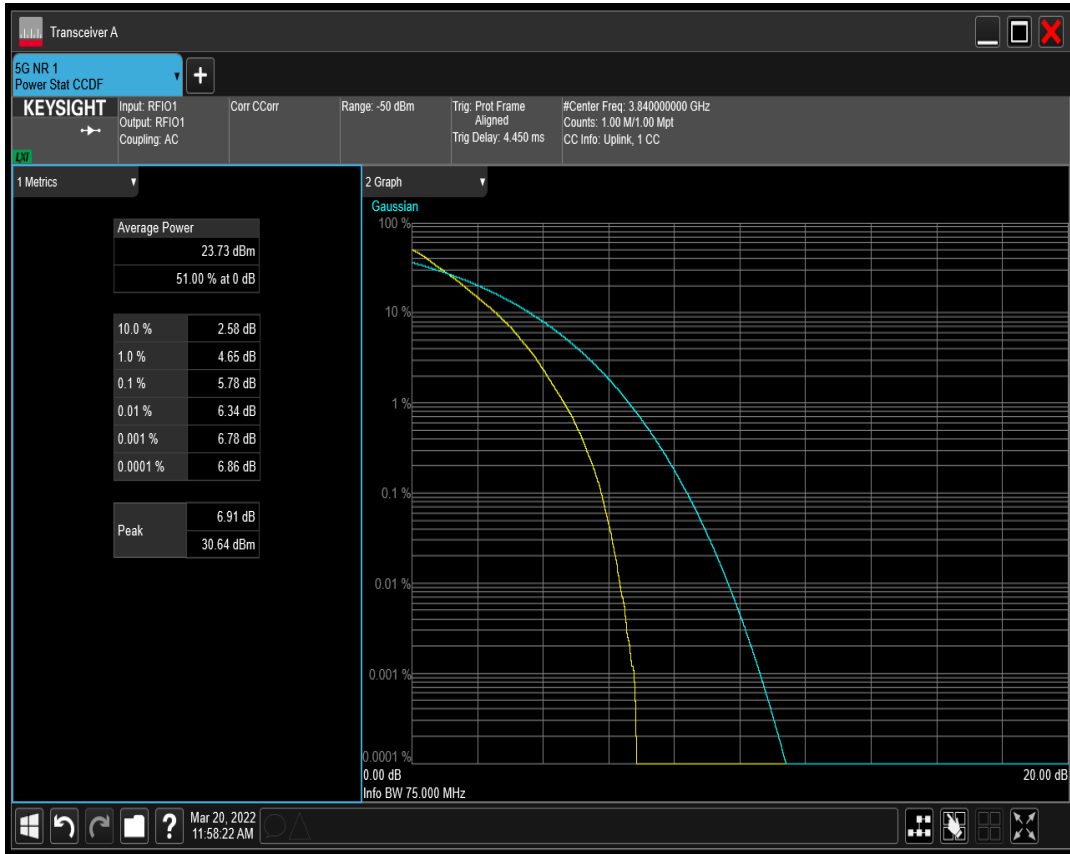 Transceiver A
5G NR 1
Power Stat CCDF
+
KEYSIGHT
LXI
Input: RFIO1
Output: RFIO1
Coupling: AC
Corr CCorr
Range: -50 dBm
Trig: Prot Frame
Aligned
Trig Delay: 4.450 ms
#Center Freq: 3.840000000 GHz
Counts: 1.00 M/1.00 Mpt
CC Info: Uplink, 1 CC
1 Metrics
Average Power
23.73 dBm
51.00 % at 0 dB
10.0 % 2.58 dB
1.0 % 4.65 dB
0.1 % 5.78 dB
0.01 % 6.34 dB
0.001 % 6.78 dB
0.0001 % 6.86 dB
Peak 6.91 dB
30.64 dBm
2 Graph
Gaussian
100 %
10 %
1 %
0.1 %
0.01 %
0.001 %
0.0001 %
0.00 dB 20.00 dB
Info BW 75.000 MHz
?
Mar 20, 2022
11:58:22 AM